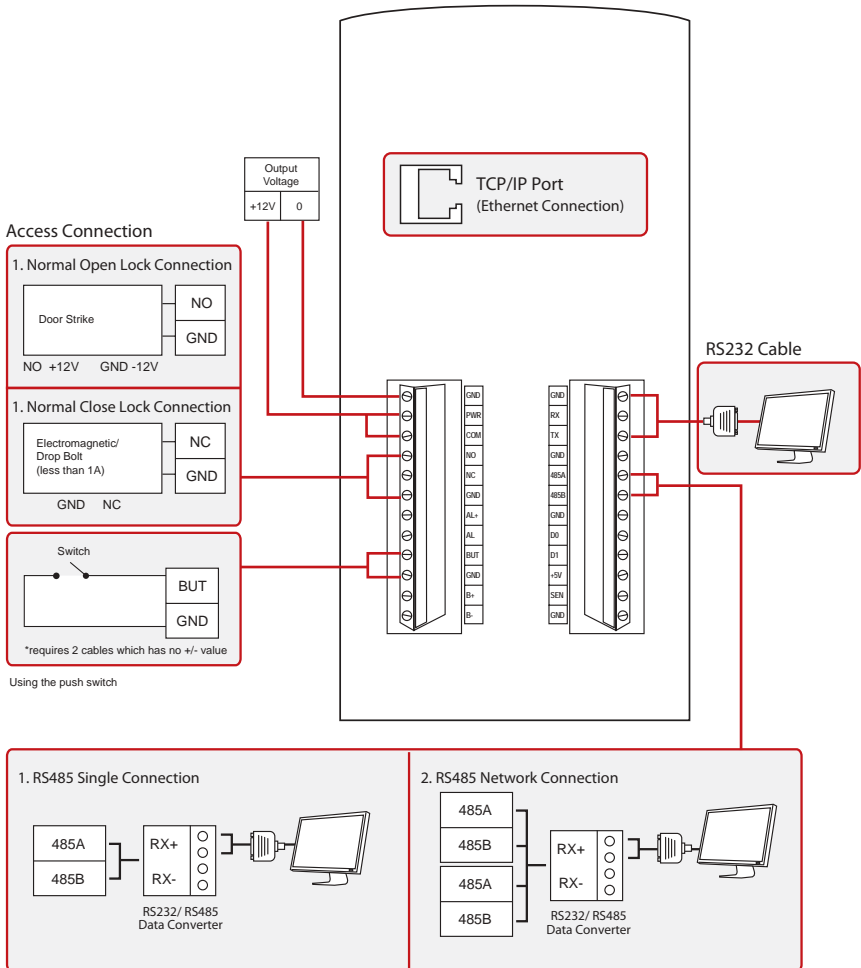 Output
Voltage
+12V 0
TCP/IP Port
(Ethernet Connection)
Access Connection
1. Normal Open Lock Connection
Door Strike
NO
GND
NO +12V GND -12V
1. Normal Close Lock Connection
Electromagnetic/
Drop Bolt
(less than 1A)
NC
GND
GND NC
Switch
BUT
GND
*requires 2 cables which has no +/- value
Using the push switch
GND
PWR
COM
NO
NC
GND
AL+
AL
BUT
GND
B+
B-
GND
RX
TX
GND
485A
485B
GND
D0
D1
+5V
SEN
GND
RS232 Cable
1. RS485 Single Connection
485A
485B
RX+
RX-
RS232/ RS485
Data Converter
2. RS485 Network Connection
485A
485B
485A
485B
RX+
RX-
RS232/ RS485
Data Converter